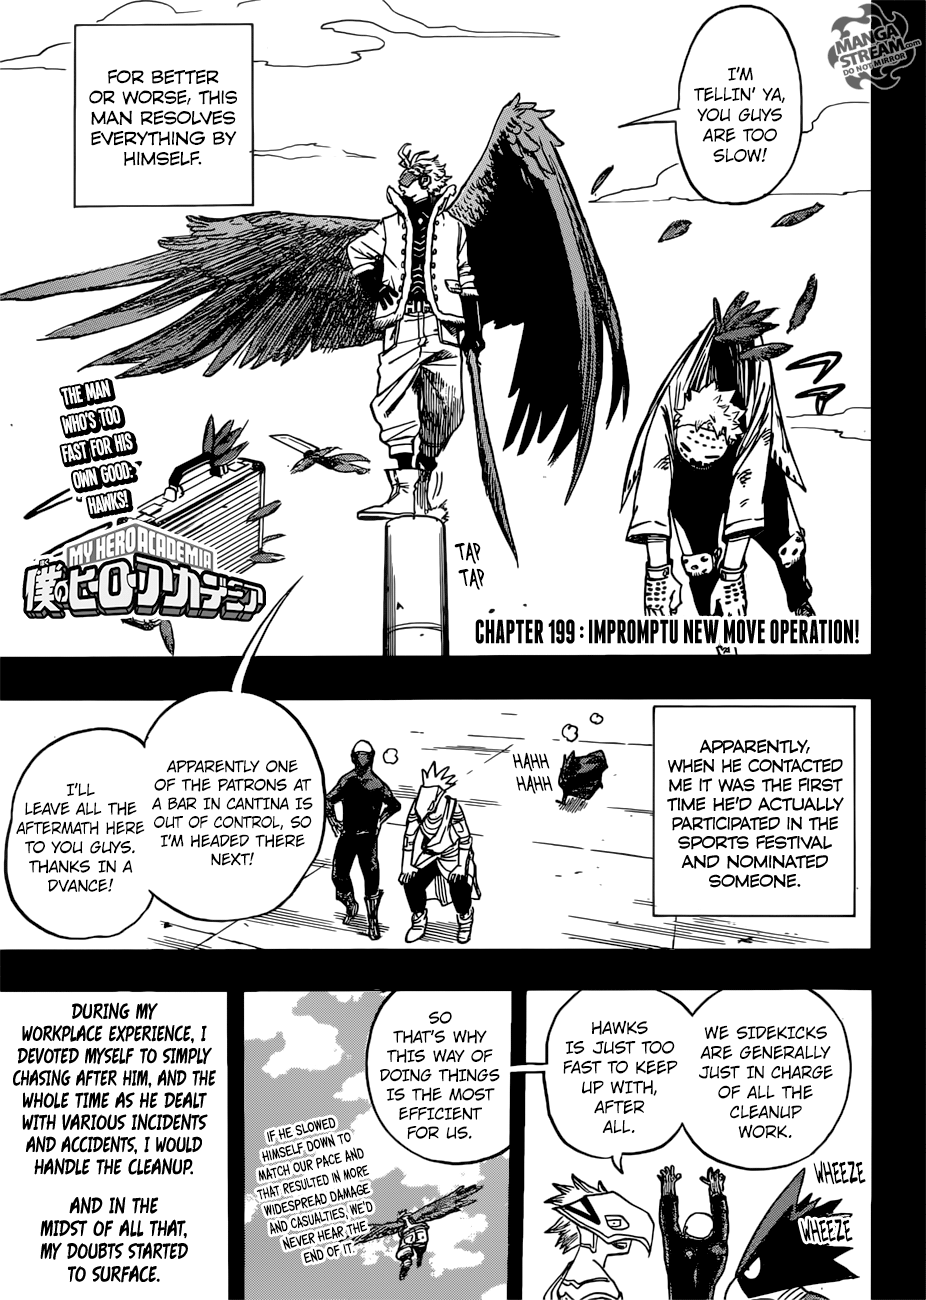 MANGA
STREAM.com
DO NOT MIRROR
I'M
TELLIN' YA,
YOU GUYS
ARE TOO
SLOW!
FOR BETTER
OR WORSE, THIS
MAN RESOLVES
EVERYTHING BY
HIMSELF.
THE MAN
WHO'S TOO
FAST FOR HIS
OWN GOOD:
HAWKS!
MY HERO ACADEMIA
僕のヒーローアカデミア
TAP
TAP
CHAPTER 199 : IMPROMPTU NEW MOVE OPERATION!
APPARENTLY,
WHEN HE CONTACTED
ME IT WAS THE FIRST
TIME HE'D ACTUALLY
PARTICIPATED IN THE
SPORTS FESTIVAL
AND NOMINATED
SOMEONE.
HAHH
HAHH
APPARENTLY ONE
OF THE PATRONS AT
A BAR IN CANTINA IS
OUT OF CONTROL, SO
I'M HEADED THERE
NEXT!
I'LL
LEAVE ALL THE
AFTERMATH HERE
TO YOU GUYS.
THANKS IN A
DVANCE!
WE SIDEKICKS
ARE GENERALLY
JUST IN CHARGE
OF ALL THE
CLEANUP
WORK.
HAWKS
IS JUST TOO
FAST TO KEEP
UP WITH,
AFTER
ALL.
WHEEZE
WHEEZE
SO
THAT'S WHY
THIS WAY OF
DOING THINGS
IS THE MOST
EFFICIENT
FOR US.
IF HE SLOWED
HIMSELF DOWN TO
MATCH OUR PACE AND
THAT RESULTED IN MORE
WIDESPREAD DAMAGE
AND CASUALTIES, WE'D
NEVER HEAR THE
END OF IT.
DURING MY
WORKPLACE EXPERIENCE, I
DEVOTED MYSELF TO SIMPLY
CHASING AFTER HIM, AND THE
WHOLE TIME AS HE DEALT
WITH VARIOUS INCIDENTS
AND ACCIDENTS, I WOULD
HANDLE THE CLEANUP.
AND IN THE
MIDST OF ALL THAT,
MY DOUBTS STARTED
TO SURFACE.